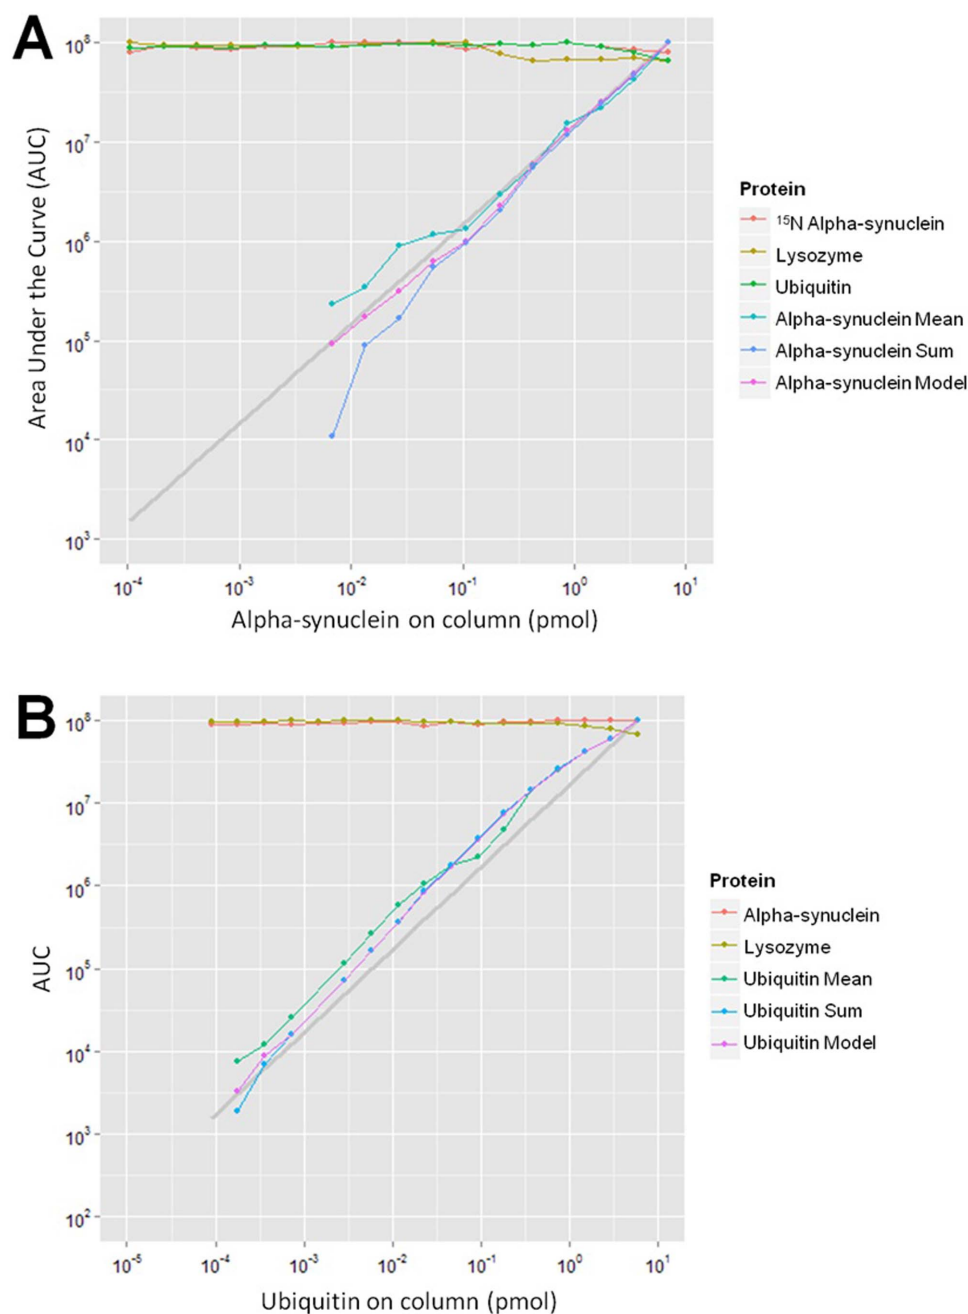 A
10⁸
10⁷
10⁶
10⁵
10⁴
10³
Area Under the Curve (AUC)
10⁻⁴ 10⁻³ 10⁻² 10⁻¹ 10⁰ 10¹
Alpha-synuclein on column (pmol)
Protein
¹⁵N Alpha-synuclein
Lysozyme
Ubiquitin
Alpha-synuclein Mean
Alpha-synuclein Sum
Alpha-synuclein Model
B
10⁸
10⁷
10⁶
10⁵
10⁴
10³
10²
AUC
10⁻⁵ 10⁻⁴ 10⁻³ 10⁻² 10⁻¹ 10⁰ 10¹
Ubiquitin on column (pmol)
Protein
Alpha-synuclein
Lysozyme
Ubiquitin Mean
Ubiquitin Sum
Ubiquitin Model